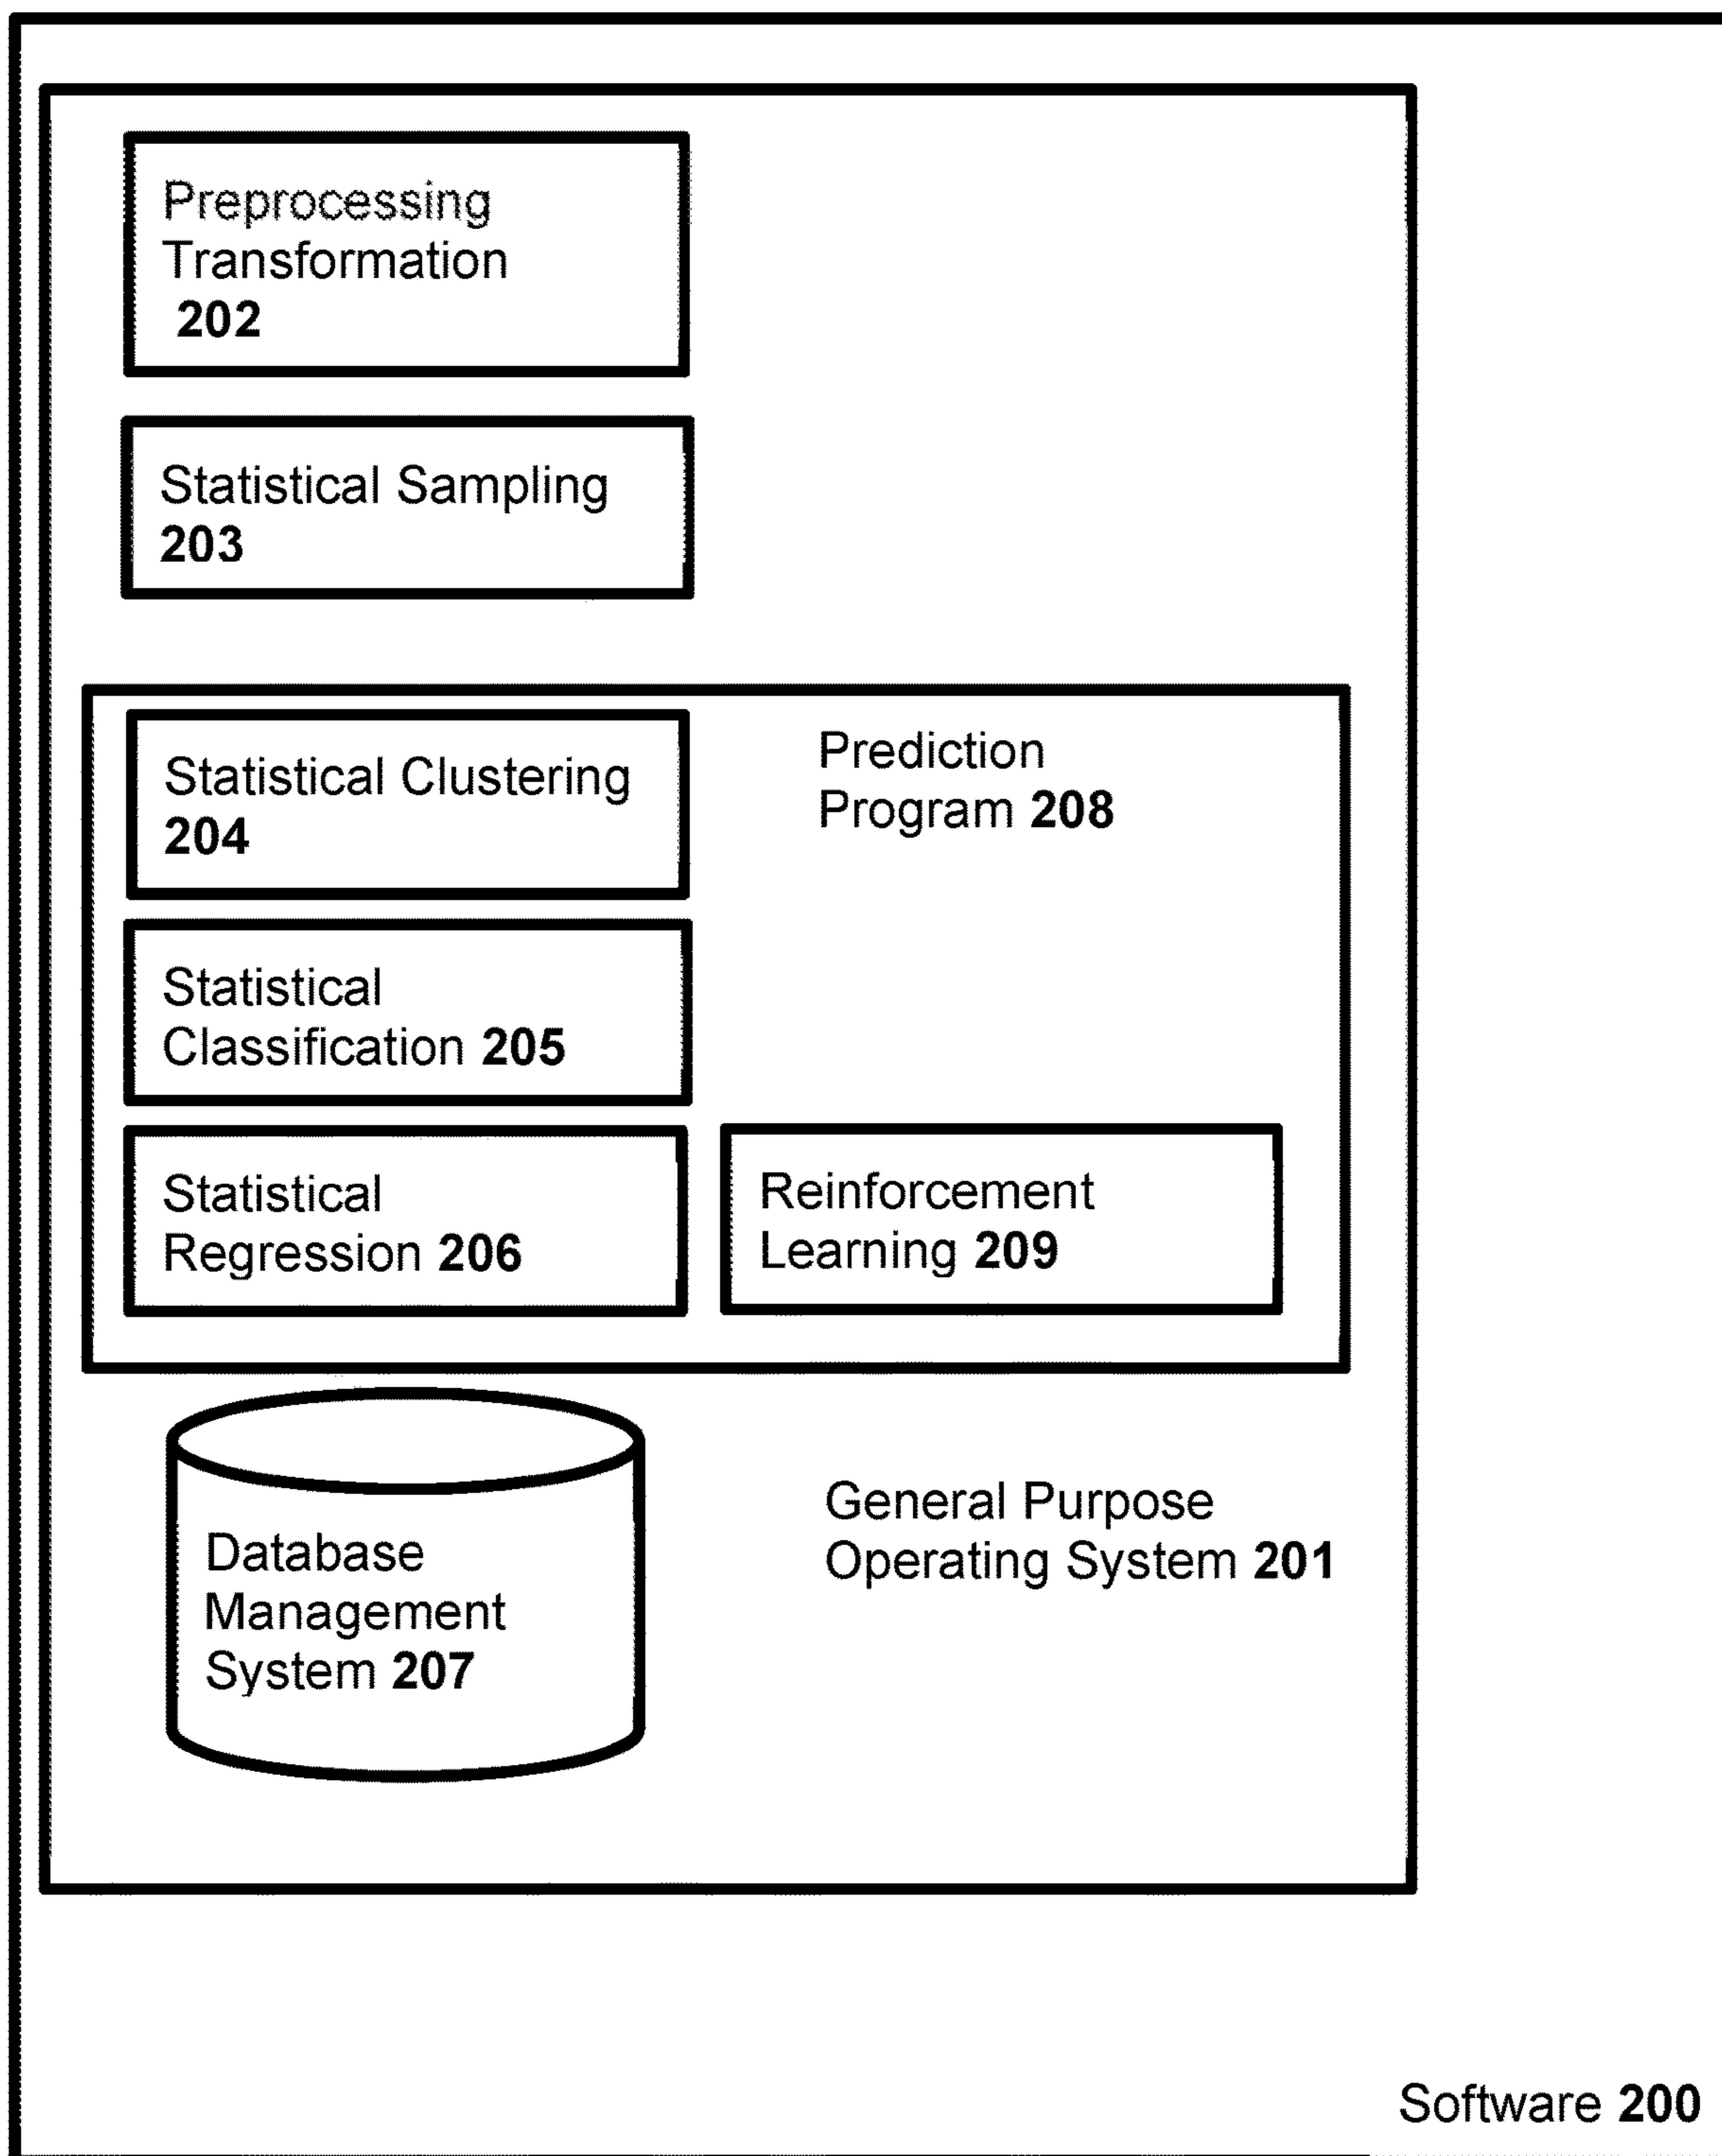 Preprocessing
Transformation
202
Statistical Sampling
203
Statistical Clustering
204
Prediction
Program 208
Statistical
Classification 205
Statistical
Regression 206
Reinforcement
Learning 209
Database
Management
System 207
General Purpose
Operating System 201
Software 200